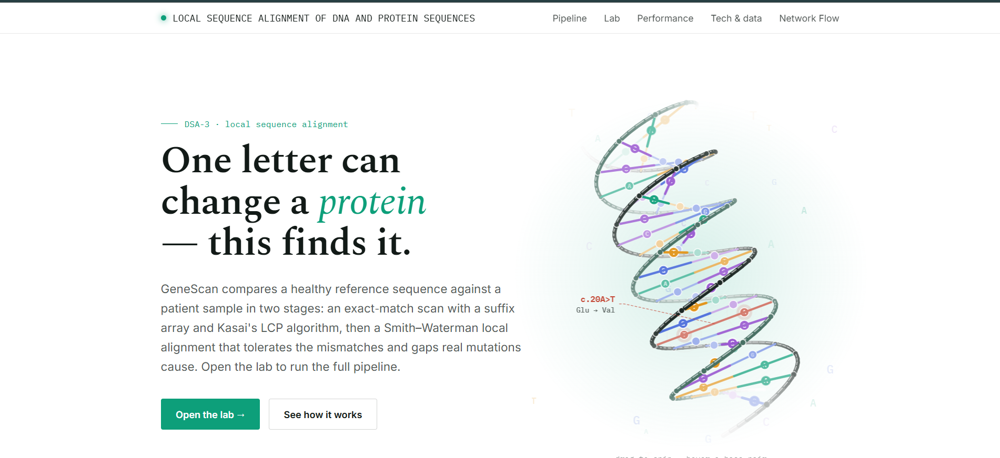 LOCAL SEQUENCE ALIGNMENT OF DNA AND PROTEIN SEQUENCES
Pipeline
Lab
Performance
Tech & data
Network Flow
DSA-3 · local sequence alignment
One letter can
change a protein
— this finds it.
GeneScan compares a healthy reference sequence against a
patient sample in two stages: an exact-match scan with a suffix
array and Kasai's LCP algorithm, then a Smith–Waterman local
alignment that tolerates the mismatches and gaps real mutations
cause. Open the lab to run the full pipeline.
Open the lab →
See how it works
T
T
T
C
A
A
C
G
A
C
C
A
G
C
A
G
c.20A>T
Glu → Val
A
G
G
T
A
G
C
A
G